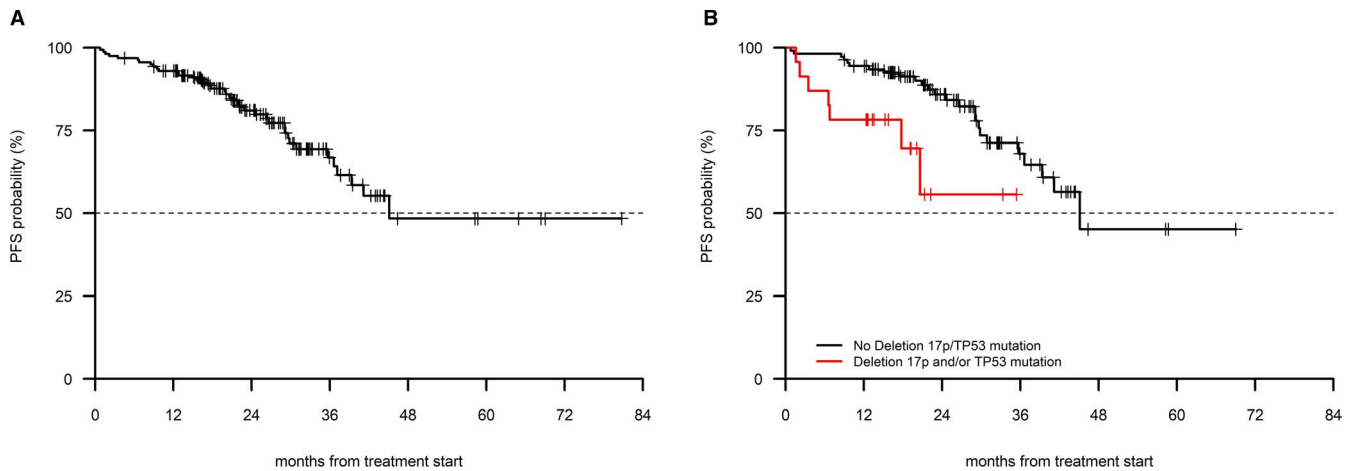 A
PFS probability (%)
100
75
50
25
0
0 12 24 36 48 60 72 84
months from treatment start
B
PFS probability (%)
100
75
50
25
0
No Deletion 17p/TP53 mutation
Deletion 17p and/or TP53 mutation
0 12 24 36 48 60 72 84
months from treatment start